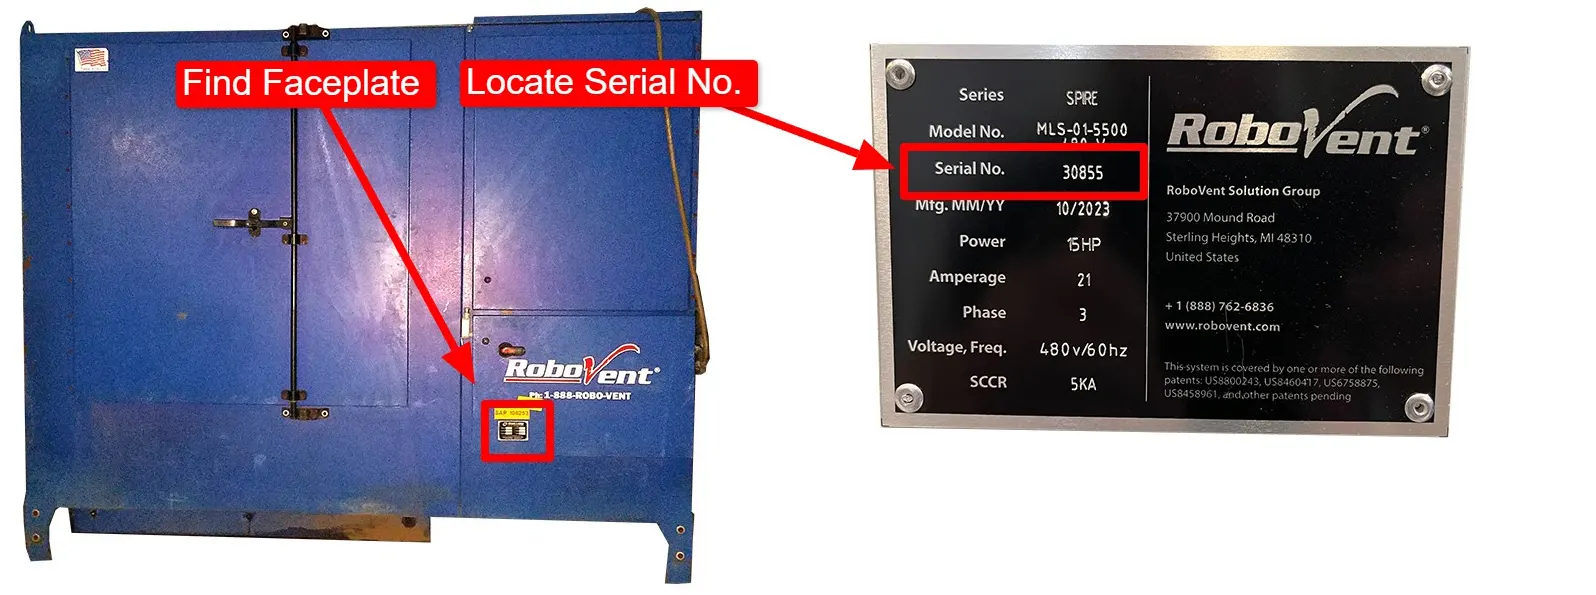 Find Faceplate
Locate Serial No.
RoboVent®
Ph: 1-888-ROBO-VENT
S.A.P. 108253
Series SPIRE
Model No. MLS-01-5500
480 V
Serial No. 30855
Mfg. MM/YY 10/2023
Power 15HP
Amperage 21
Phase 3
Voltage, Freq. 480v/60hz
SCCR 5KA
RoboVent®
RoboVent Solution Group
37900 Mound Road
Sterling Heights, MI 48310
United States
+ 1 (888) 762-6836
www.robovent.com
This system is covered by one or more of the following
patents: US8800243, US8460417, US6758875,
US8458961, and other patents pending